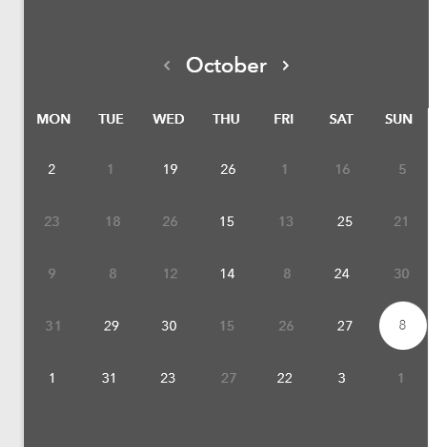 ‹ October ›
MON TUE WED THU FRI SAT SUN
2 1 19 26 1 16 5
23 18 26 15 13 25 21
9 8 12 14 8 24 30
31 29 30 15 26 27 8
1 31 23 27 22 3 1